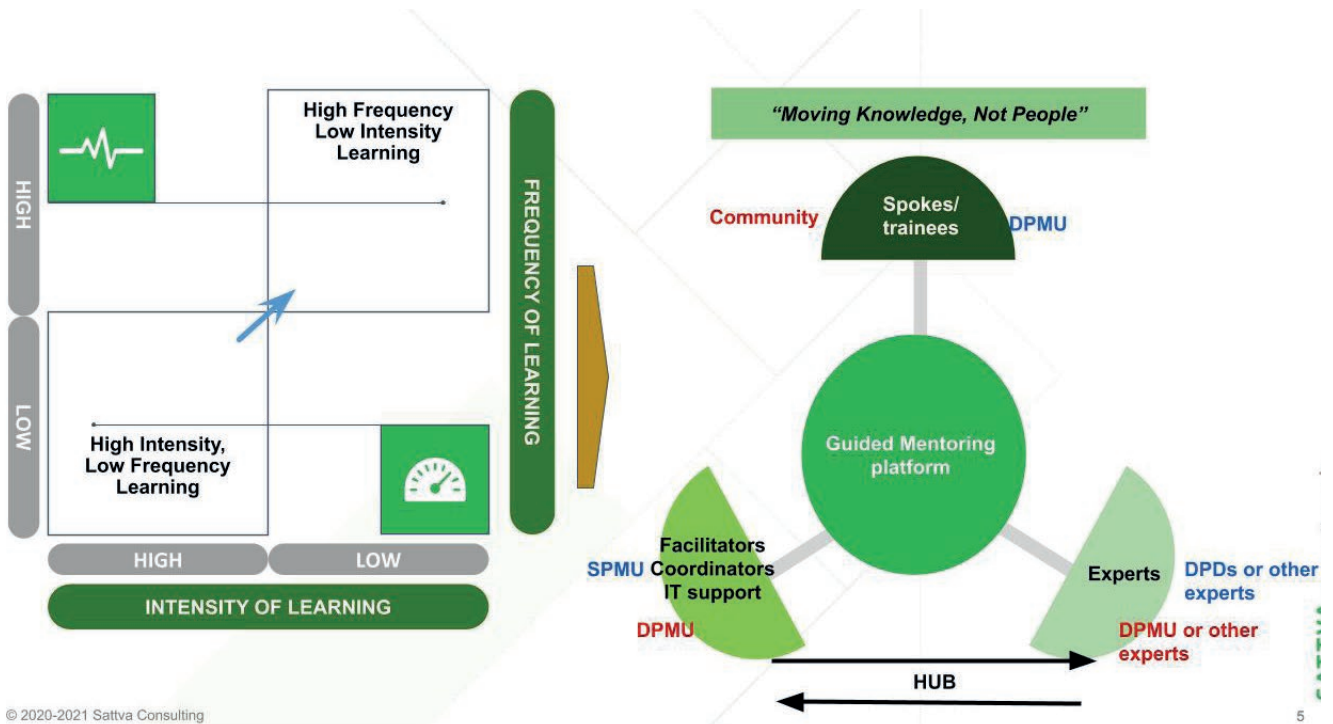 HIGH
LOW
High Frequency
Low Intensity
Learning
High Intensity,
Low Frequency
Learning
HIGH
LOW
INTENSITY OF LEARNING
FREQUENCY OF LEARNING
“Moving Knowledge, Not People”
Community
Spokes/
trainees
DPMU
Guided Mentoring
platform
SPMU
Facilitators
Coordinators
IT support
DPMU
Experts
DPDs or other
experts
DPMU or other
experts
HUB
© 2020-2021 Sattva Consulting
5